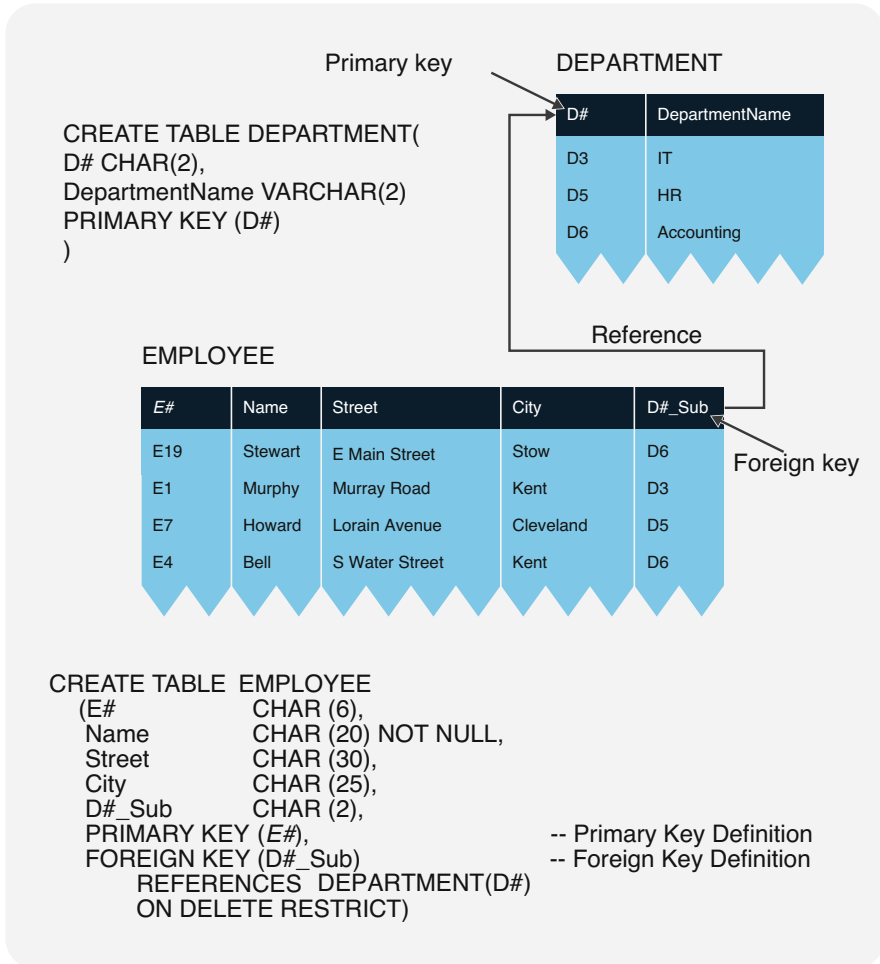 Primary key
DEPARTMENT
D# DepartmentName
D3 IT
D5 HR
D6 Accounting
CREATE TABLE DEPARTMENT(
D# CHAR(2),
DepartmentName VARCHAR(2)
PRIMARY KEY (D#)
)
Reference
EMPLOYEE
E# Name Street City D#_Sub
E19 Stewart E Main Street Stow D6
E1 Murphy Murray Road Kent D3
E7 Howard Lorain Avenue Cleveland D5
E4 Bell S Water Street Kent D6
Foreign key
CREATE TABLE EMPLOYEE
(E# CHAR (6),
Name CHAR (20) NOT NULL,
Street CHAR (30),
City CHAR (25),
D#_Sub CHAR (2),
PRIMARY KEY (E#), -- Primary Key Definition
FOREIGN KEY (D#_Sub) -- Foreign Key Definition
REFERENCES DEPARTMENT(D#)
ON DELETE RESTRICT)